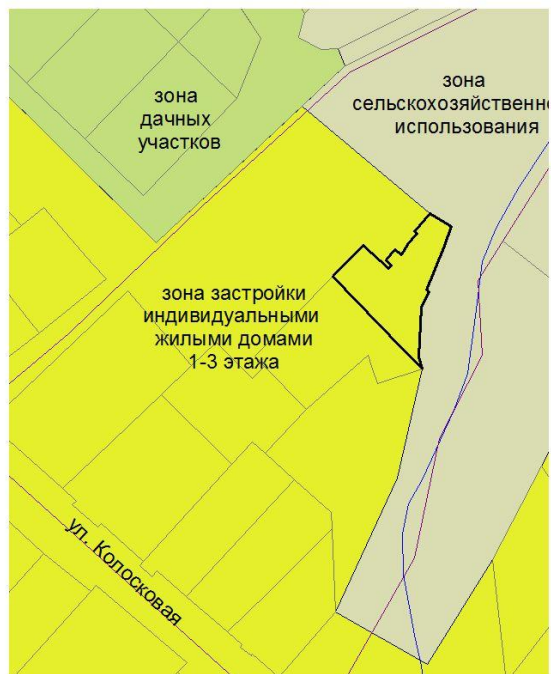 зона
дачных
участков
зона
сельскохозяйственно
использования
зона застройки
индивидуальными
жилыми домами
1-3 этажа
ул. Колосковая